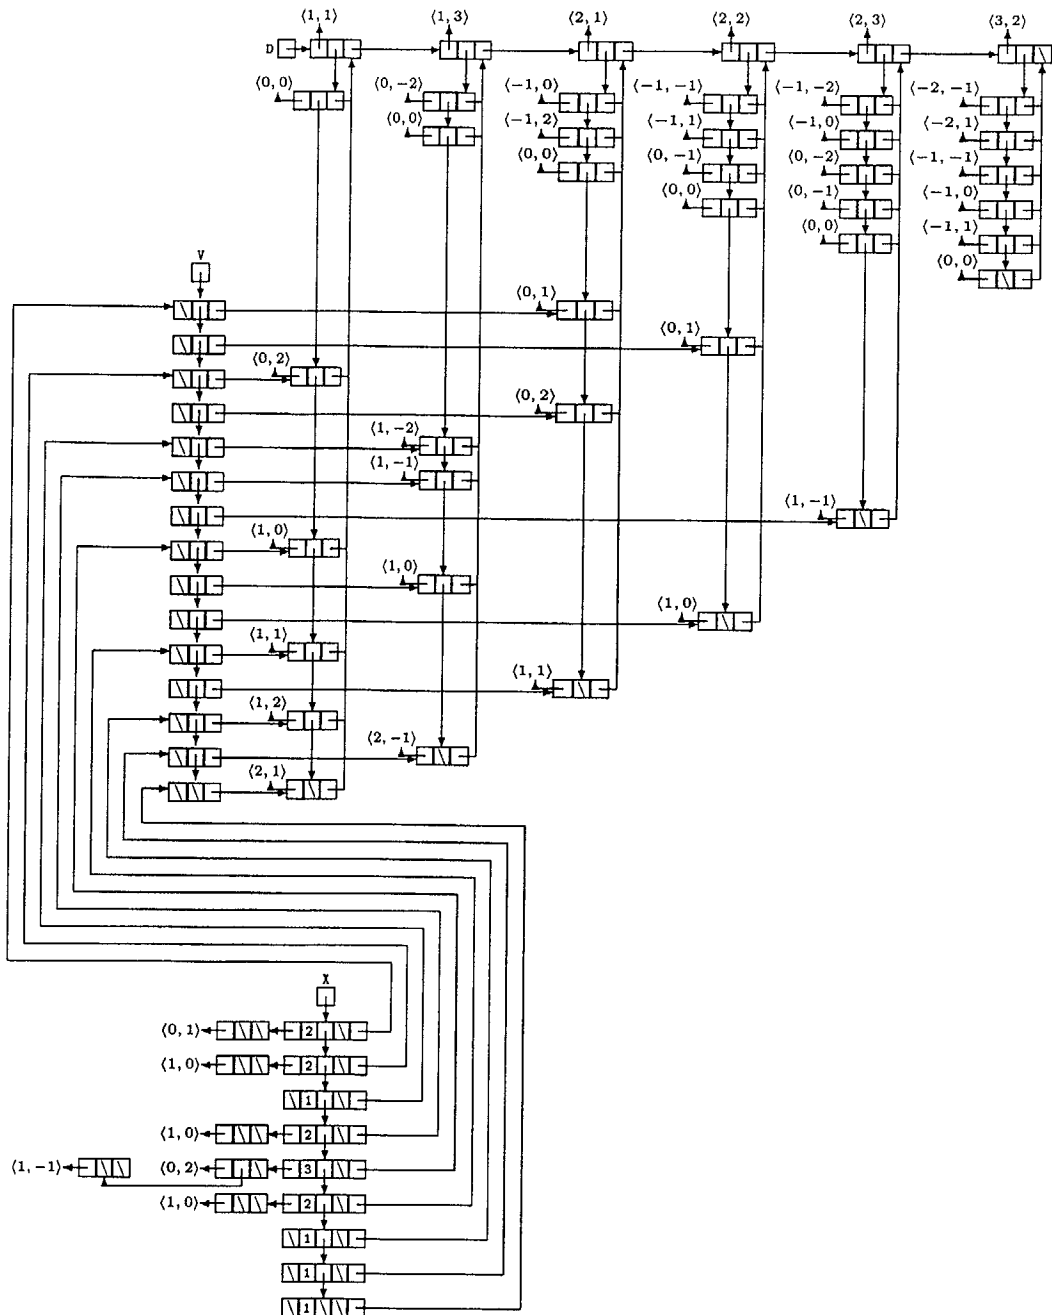 ⟨1, 1⟩ ⟨1, 3⟩ ⟨2, 1⟩ ⟨2, 2⟩ ⟨2, 3⟩ ⟨3, 2⟩
D
⟨0, 0⟩ ⟨0, −2⟩ ⟨−1, 0⟩ ⟨−1, −1⟩ ⟨−1, −2⟩ ⟨−2, −1⟩
⟨0, 0⟩ ⟨−1, 2⟩ ⟨−1, 1⟩ ⟨−1, 0⟩ ⟨−2, 1⟩
⟨0, 0⟩ ⟨0, −1⟩ ⟨0, −2⟩ ⟨−1, −1⟩
⟨0, 0⟩ ⟨0, −1⟩ ⟨−1, 0⟩
⟨0, 0⟩ ⟨−1, 1⟩
⟨0, 0⟩
V
⟨0, 1⟩
⟨0, 1⟩
⟨0, 2⟩
⟨0, 2⟩
⟨1, −2⟩
⟨1, −1⟩
⟨1, −1⟩
⟨1, 0⟩
⟨1, 0⟩
⟨1, 0⟩
⟨1, 1⟩
⟨1, 1⟩
⟨1, 2⟩
⟨2, −1⟩
⟨2, 1⟩
X
⟨0, 1⟩ 2
⟨1, 0⟩ 2
1
⟨1, 0⟩ 2
⟨1, −1⟩ ⟨0, 2⟩ 3
⟨1, 0⟩ 2
1
1
1